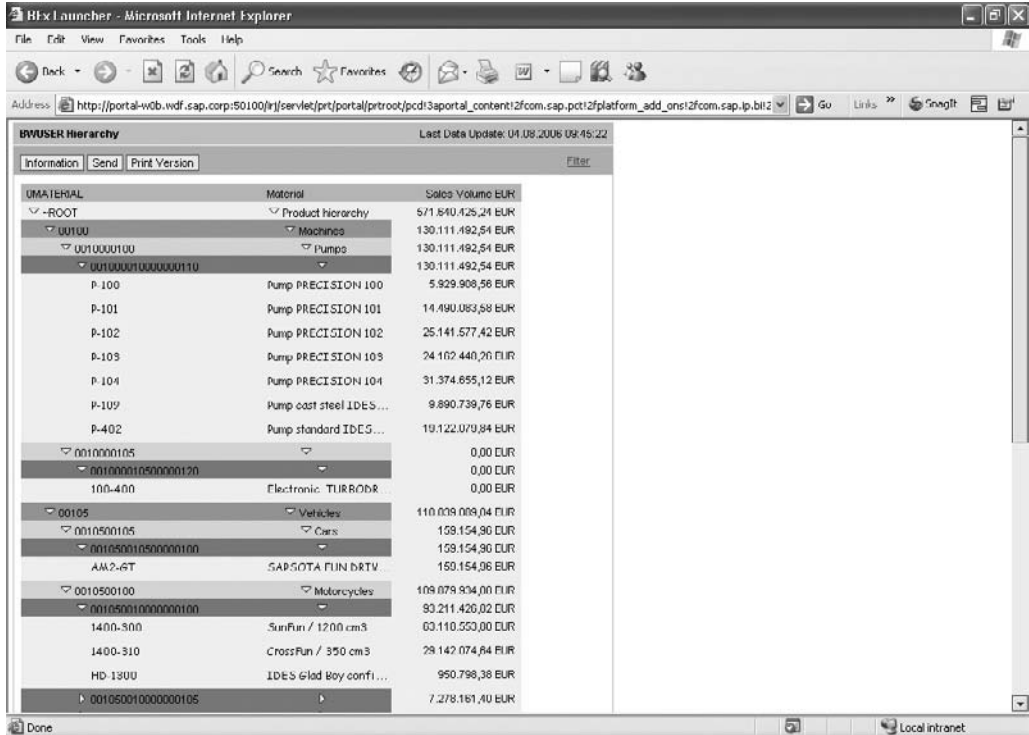 BEx Launcher - Microsoft Internet Explorer
File Edit View Favorites Tools Help
Back Search Favorites
Address http://portal-w0b.wdf.sap.corp:50100/irj/servlet/prt/portal/prtroot/pcd!3aportal_content!2fcom.sap.pct!2fplatform_add_ons!2fcom.sap.ip.bi!2 Go Links SnagIt
BWUSER Hierarchy Last Data Update: 04.08.2006 09:45:22
Information Send Print Version Filter
0MATERIAL Material Sales Volume EUR
-ROOT Product hierarchy 571.640.425,24 EUR
00100 Machines 130.111.492,54 EUR
0010000100 Pumps 130.111.492,54 EUR
001000010000000110 130.111.492,54 EUR
P-100 Pump PRECISION 100 5.929.908,56 EUR
P-101 Pump PRECISION 101 14.490.083,58 EUR
P-102 Pump PRECISION 102 25.141.577,42 EUR
P-103 Pump PRECISION 103 24.162.440,26 EUR
P-104 Pump PRECISION 104 31.374.655,12 EUR
P-109 Pump cast steel IDES... 9.890.739,76 EUR
P-402 Pump standard IDES... 19.122.079,84 EUR
0010000105 0,00 EUR
001000010500000120 0,00 EUR
100-400 Electronic TURBODR... 0,00 EUR
00105 Vehicles 110.039.089,04 EUR
0010500105 Cars 159.154,96 EUR
001050010500000100 159.154,96 EUR
AM2-GT SAPSOTA FUN DRIV... 159.154,96 EUR
0010500100 Motorcycles 109.879.934,00 EUR
001050010000000100 93.211.426,02 EUR
1400-300 SunFun / 1200 cm3 63.118.553,00 EUR
1400-310 CrossFun / 350 cm3 29.142.074,64 EUR
HD-1300 IDES Glad Boy confi... 950.798,38 EUR
001050010000000105 7.278.161,40 EUR
Done Local intranet